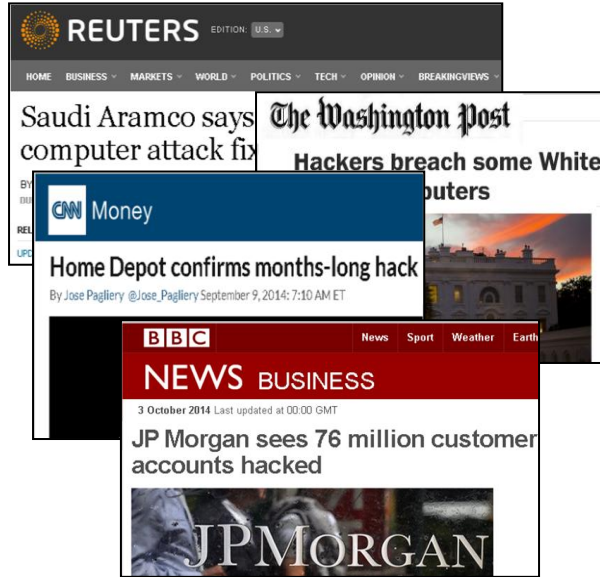 REUTERS EDITION: U.S.
HOME BUSINESS MARKETS WORLD POLITICS TECH OPINION BREAKINGVIEWS
Saudi Aramco says
computer attack fix
BY
REL
The Washington Post
Hackers breach some White
puters
CNN Money
Home Depot confirms months-long hack
By Jose Pagliery @Jose_Pagliery September 9, 2014: 7:10 AM ET
BBC News Sport Weather Earth
NEWS BUSINESS
3 October 2014 Last updated at 00:00 GMT
JP Morgan sees 76 million customer
accounts hacked
JPMORGAN